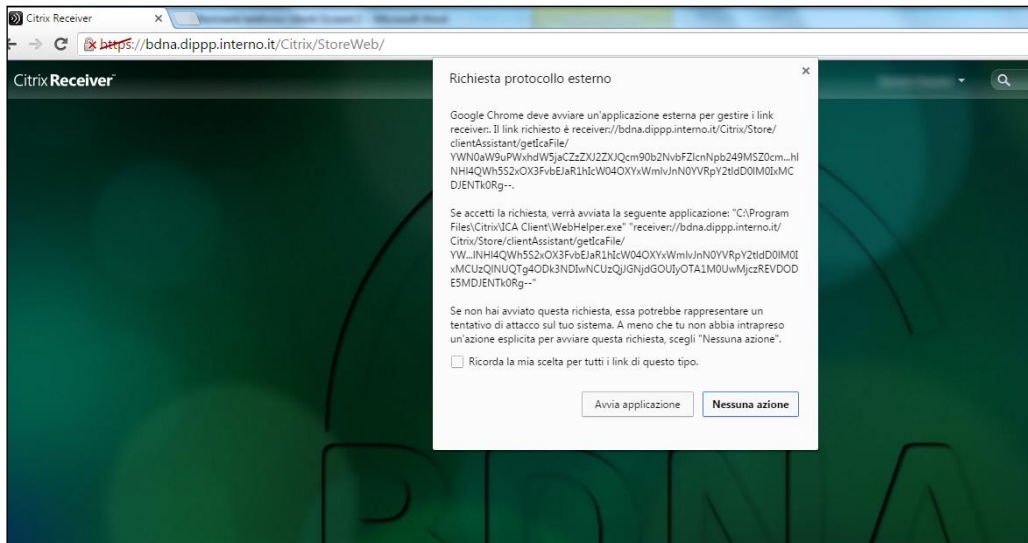 Citrix Receiver
https://bdna.dippp.interno.it/Citrix/StoreWeb/
Citrix Receiver
Richiesta protocollo esterno
Google Chrome deve avviare un'applicazione esterna per gestire i link
receiver:. Il link richiesto è receiver://bdna.dippp.interno.it/Citrix/Store/
clientAssistant/getIcaFile/
YWN0aW9uPWxhdW5jaCZzZXJ2ZXJQcm90b2NvbFZlcnNpb249MSZ0cm...hl
NHl4QWh5S2xOX3FvbEJaR1hIcW04OXYxWmlvJnN0YVRpY2tldD0lM0IxMC
DJENTk0Rg--.
Se accetti la richiesta, verrà avviata la seguente applicazione: "C:\Program
Files\Citrix\ICA Client\WebHelper.exe" "receiver://bdna.dippp.interno.it/
Citrix/Store/clientAssistant/getIcaFile/
YW...lNHl4QWh5S2xOX3FvbEJaR1hIcW04OXYxWmlvJnN0YVRpY2tldD0lM0I
xMCUzQlNUQTg4ODk3NDIwNCUzQjJGNjdGOUIyOTA1M0UwMjczREVDOD
E5MDJENTk0Rg--"
Se non hai avviato questa richiesta, essa potrebbe rappresentare un
tentativo di attacco sul tuo sistema. A meno che tu non abbia intrapreso
un'azione esplicita per avviare questa richiesta, scegli "Nessuna azione".
Ricorda la mia scelta per tutti i link di questo tipo.
Avvia applicazione
Nessuna azione
BDNA